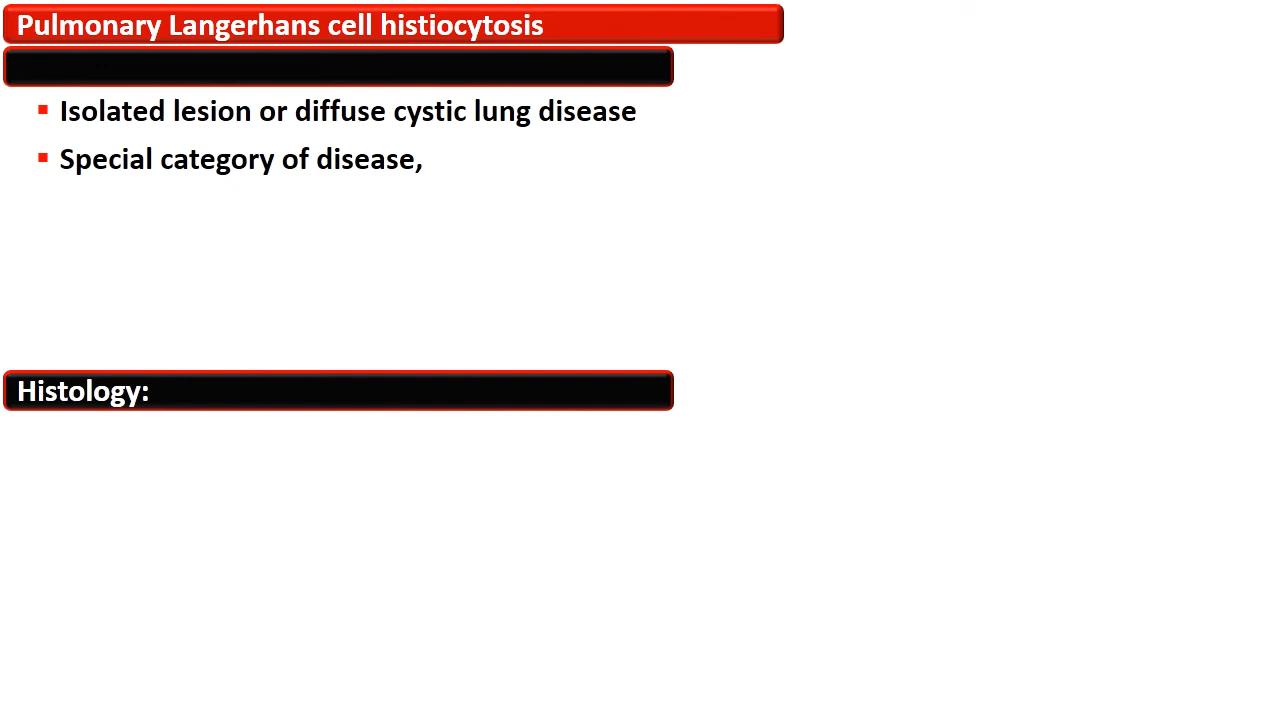 Pulmonary Langerhans cell histiocytosis
Isolated lesion or diffuse cystic lung disease
Special category of disease,
Histology: